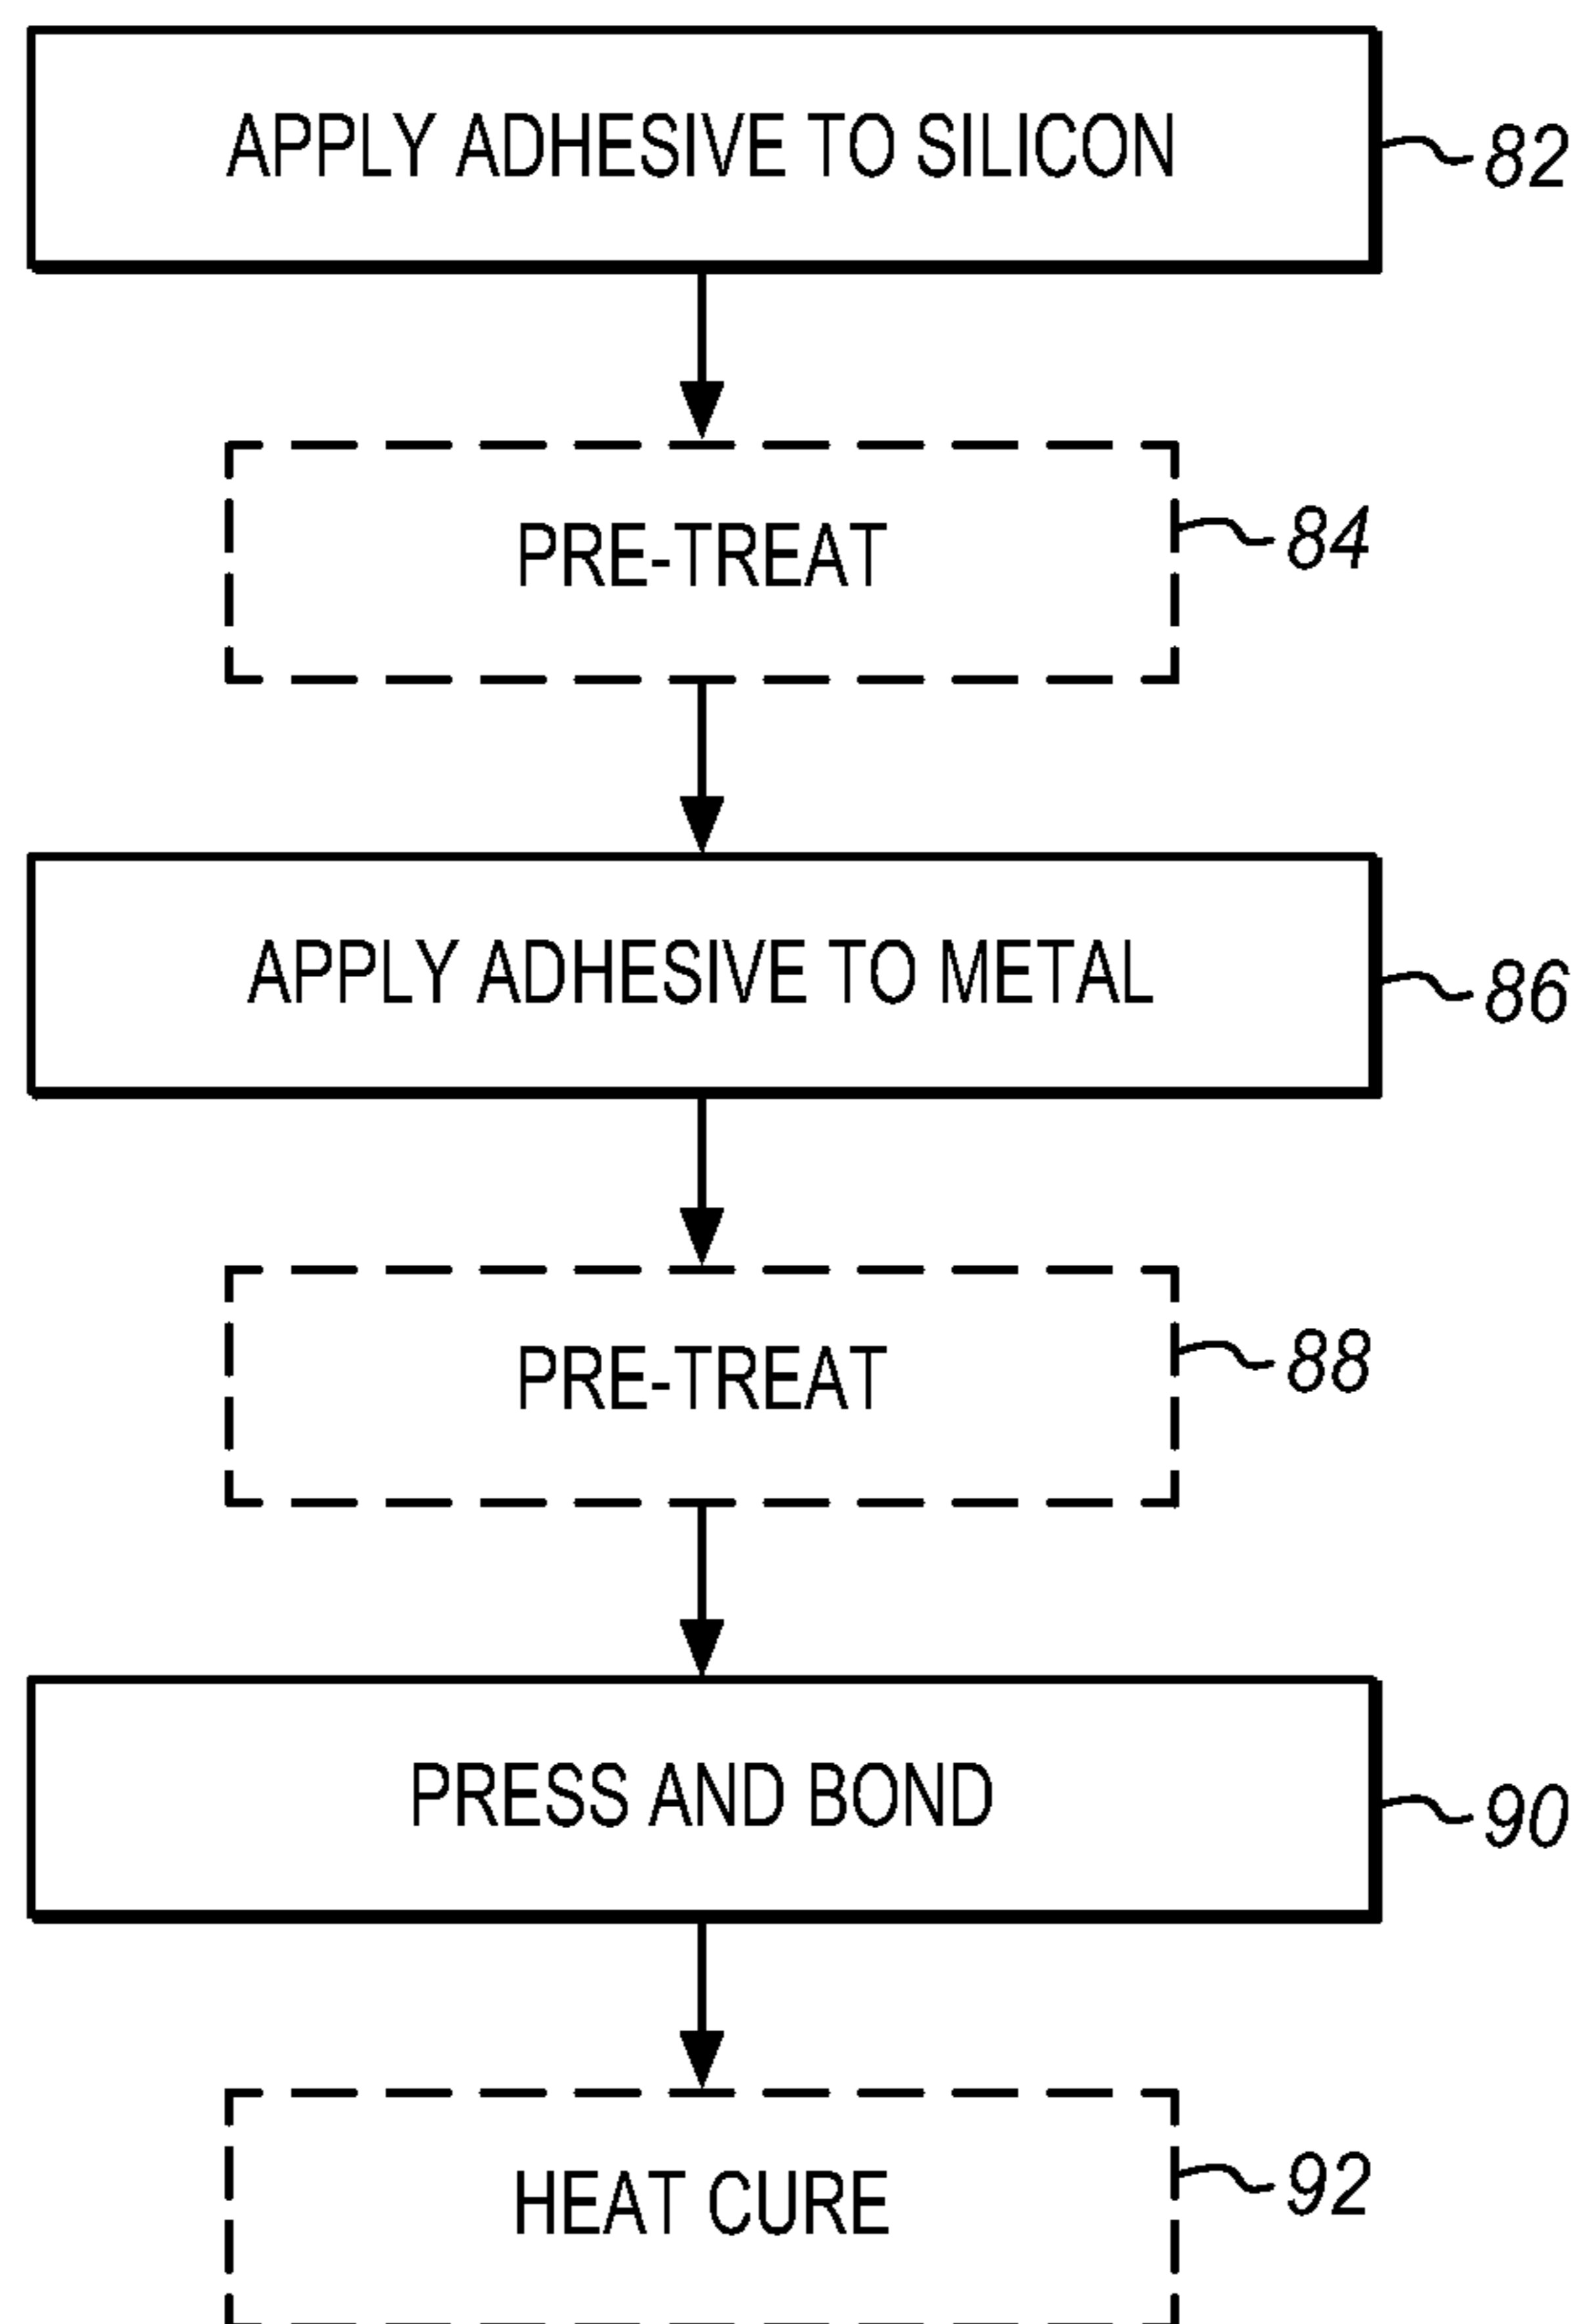 APPLY ADHESIVE TO SILICON
82
PRE-TREAT
84
APPLY ADHESIVE TO METAL
86
PRE-TREAT
88
PRESS AND BOND
90
HEAT CURE
92